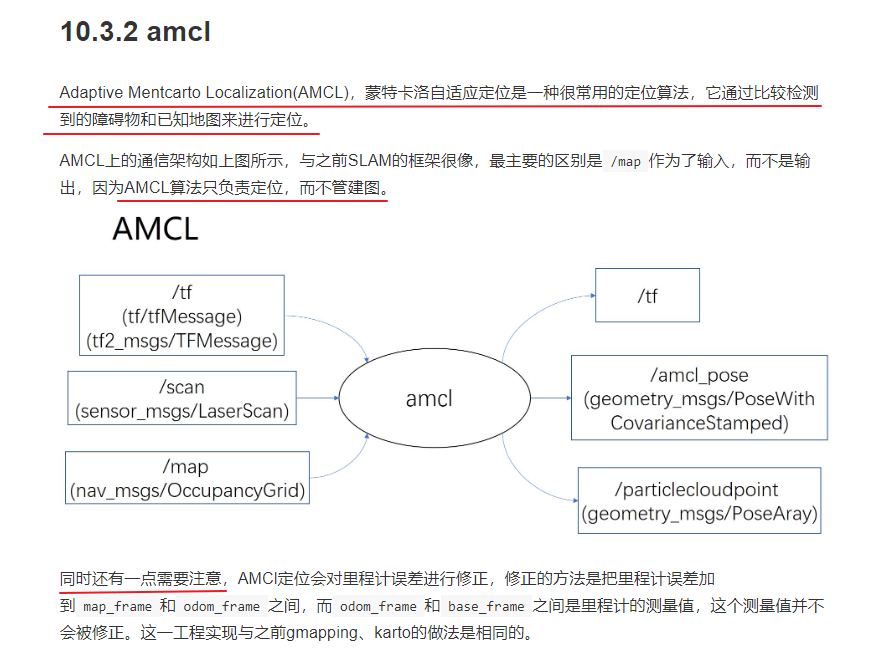 10.3.2 amcl
Adaptive Mentcarto Localization(AMCL)，蒙特卡洛自适应定位是一种很常用的定位算法，它通过比较检测
到的障碍物和已知地图来进行定位。
AMCL上的通信架构如上图所示，与之前SLAM的框架很像，最主要的区别是 /map 作为了输入，而不是输
出，因为AMCL算法只负责定位，而不管建图。
AMCL
/tf
(tf/tfMessage)
(tf2_msgs/TFMessage)
/scan
(sensor_msgs/LaserScan)
/map
(nav_msgs/OccupancyGrid)
amcl
/tf
/amcl_pose
(geometry_msgs/PoseWith
CovarianceStamped)
/particlecloudpoint
(geometry_msgs/PoseAray)
同时还有一点需要注意，AMCl定位会对里程计误差进行修正，修正的方法是把里程计误差加
到 map_frame 和 odom_frame 之间，而 odom_frame 和 base_frame 之间是里程计的测量值，这个测量值并不
会被修正。这一工程实现与之前gmapping、karto的做法是相同的。